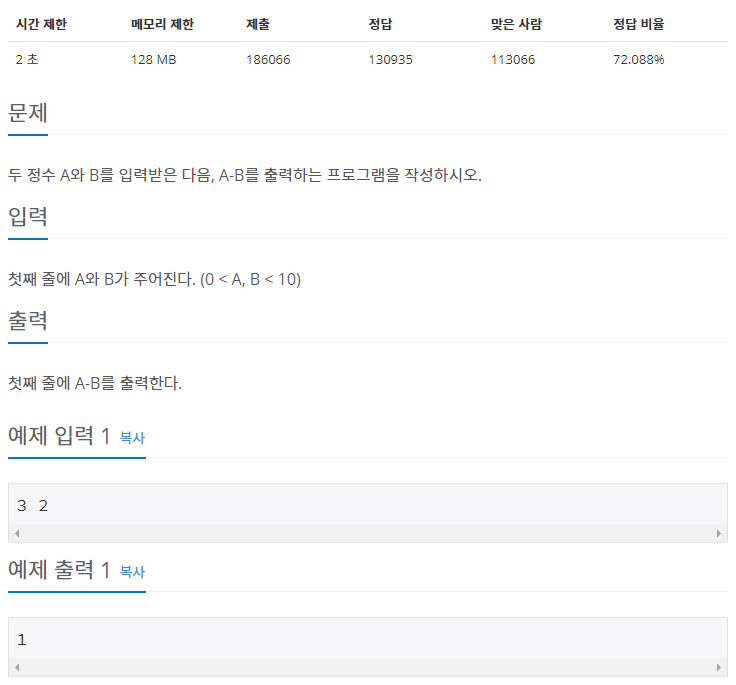 시간 제한 메모리 제한 제출 정답 맞은 사람 정답 비율
2 초 128 MB 186066 130935 113066 72.088%
문제
두 정수 A와 B를 입력받은 다음, A-B를 출력하는 프로그램을 작성하시오.
입력
첫째 줄에 A와 B가 주어진다. (0 < A, B < 10)
출력
첫째 줄에 A-B를 출력한다.
예제 입력 1 복사
3 2
예제 출력 1 복사
1